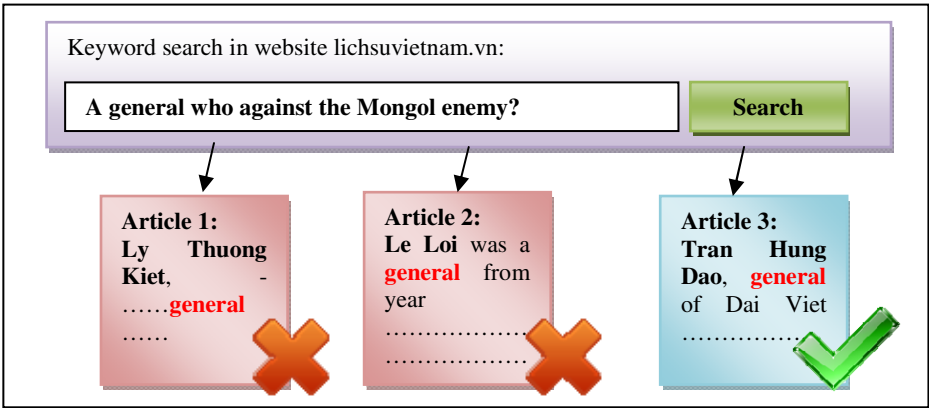 Keyword search in website lichsuvietnam.vn:
A general who against the Mongol enemy?
Search
Article 1:
Ly Thuong
Kiet, -
……general
……
Article 2:
Le Loi was a
general from
year
…………………
…………………
Article 3:
Tran Hung
Dao, general
of Dai Viet
………………